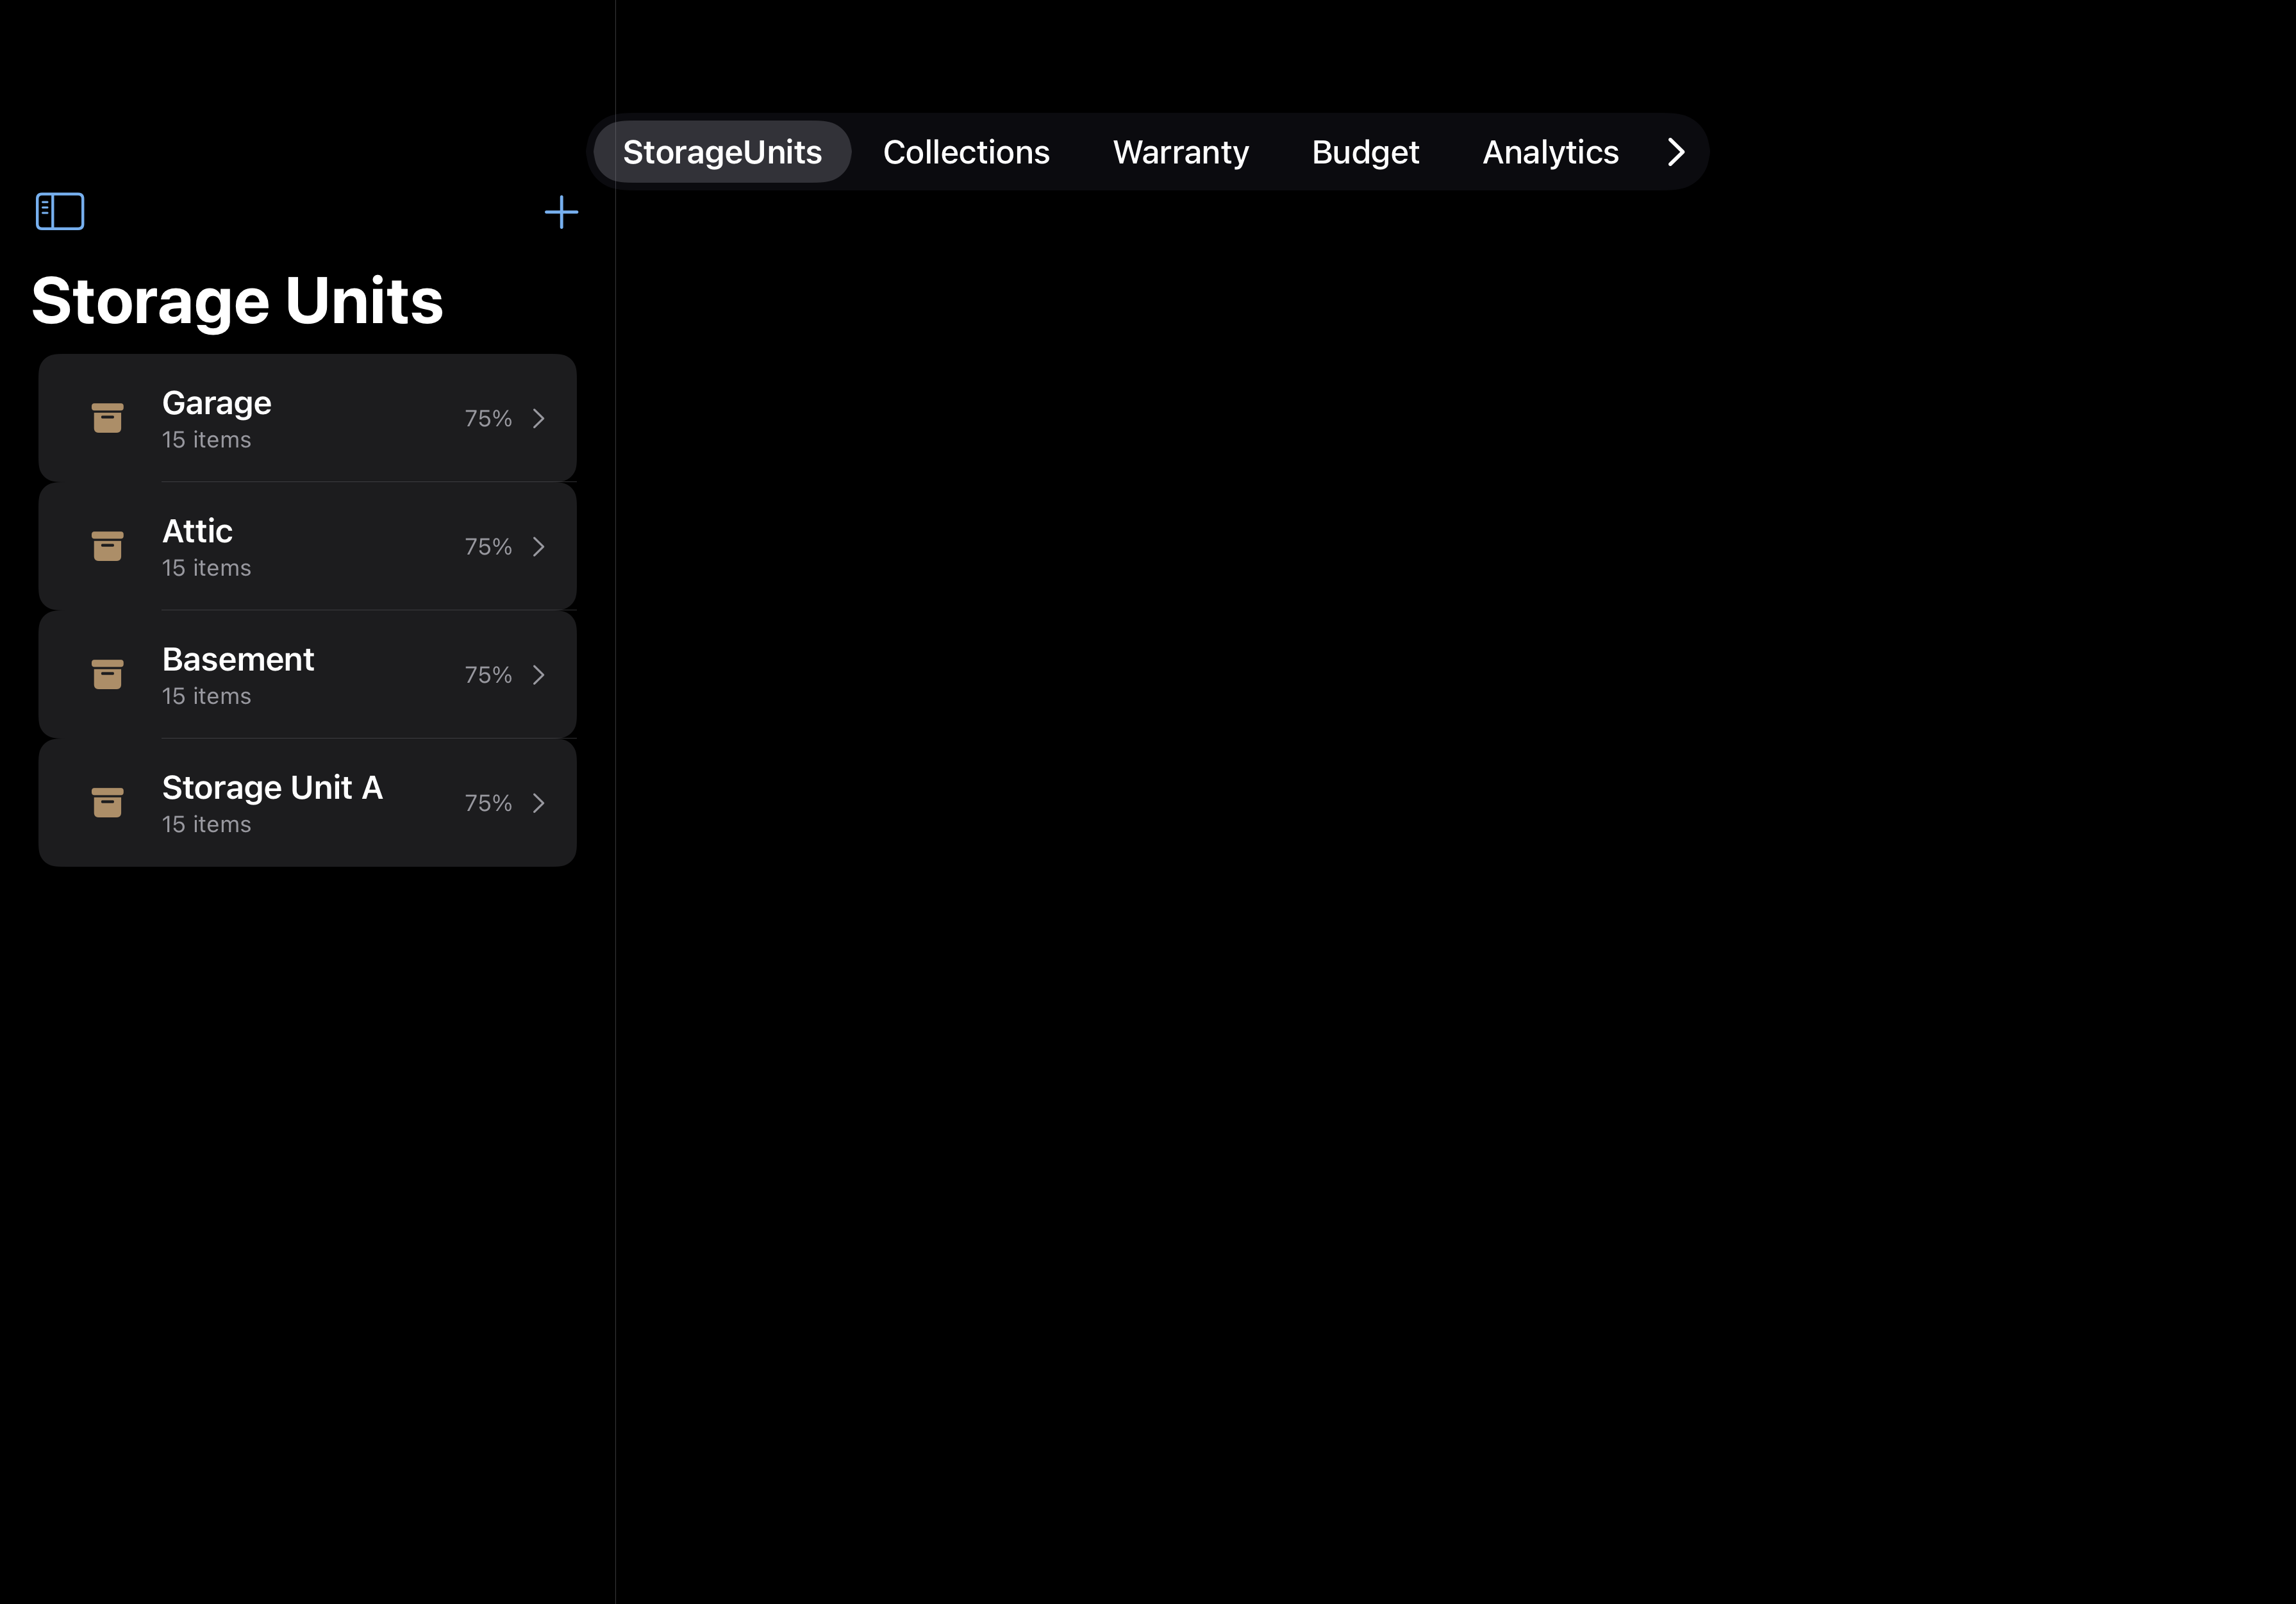 StorageUnits Collections Warranty Budget Analytics
Storage Units
Garage
15 items
75%
Attic
15 items
75%
Basement
15 items
75%
Storage Unit A
15 items
75%